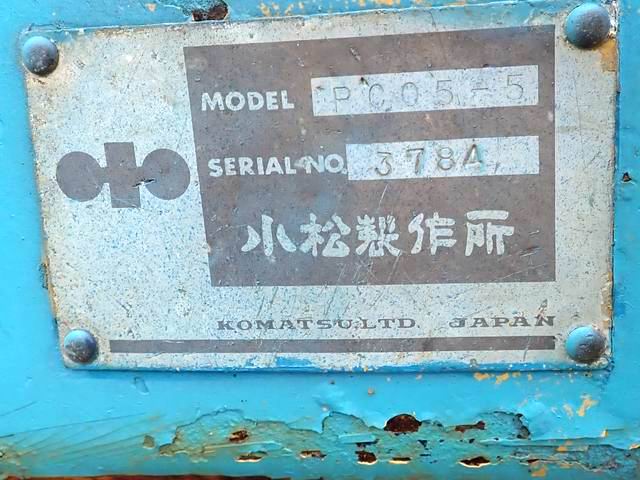 MODEL PC05-5
SERIAL NO. 3784
小松製作所
KOMATSU LTD. JAPAN